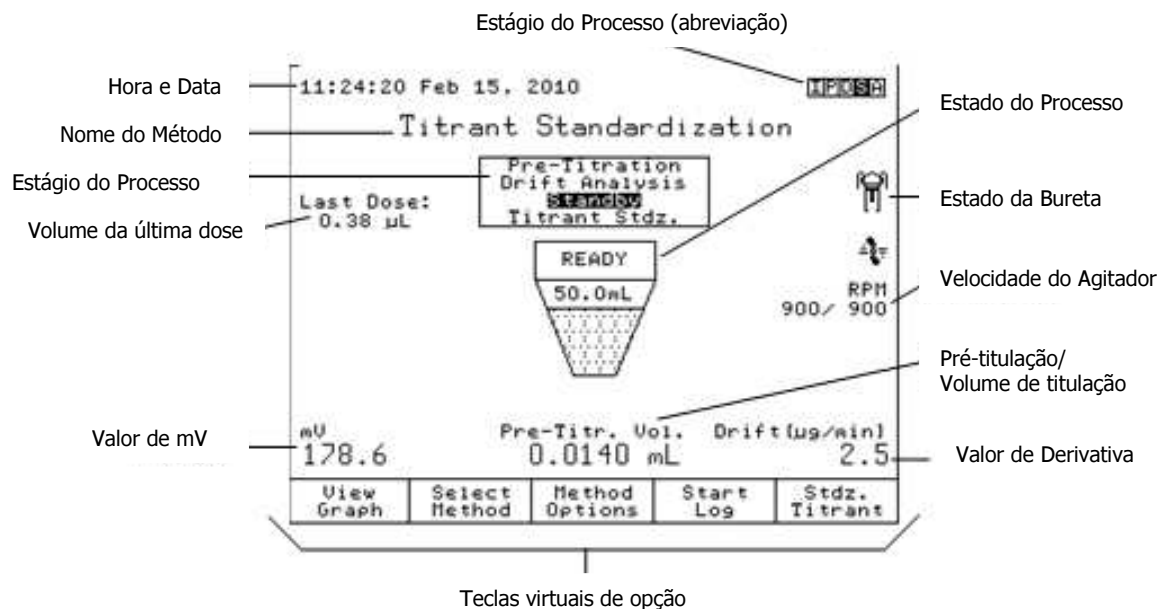 Estágio do Processo (abreviação)
Hora e Data
11:24:20 Feb 15, 2010
IPDSA
Estado do Processo
Nome do Método
Titrant Standardization
Estágio do Processo
Pre-Titration
Drift Analysis
Standby
Titrant Stdz.
Estado da Bureta
Last Dose:
0.38 µL
Volume da última dose
READY
50.0mL
RPM
900/ 900
Velocidade do Agitador
Pré-titulação/
Volume de titulação
Valor de mV
mV
178.6
Pre-Titr. Vol.
0.0140 mL
Drift(µg/min)
2.5
Valor de Derivativa
View
Graph
Select
Method
Method
Options
Start
Log
Stdz.
Titrant
Teclas virtuais de opção